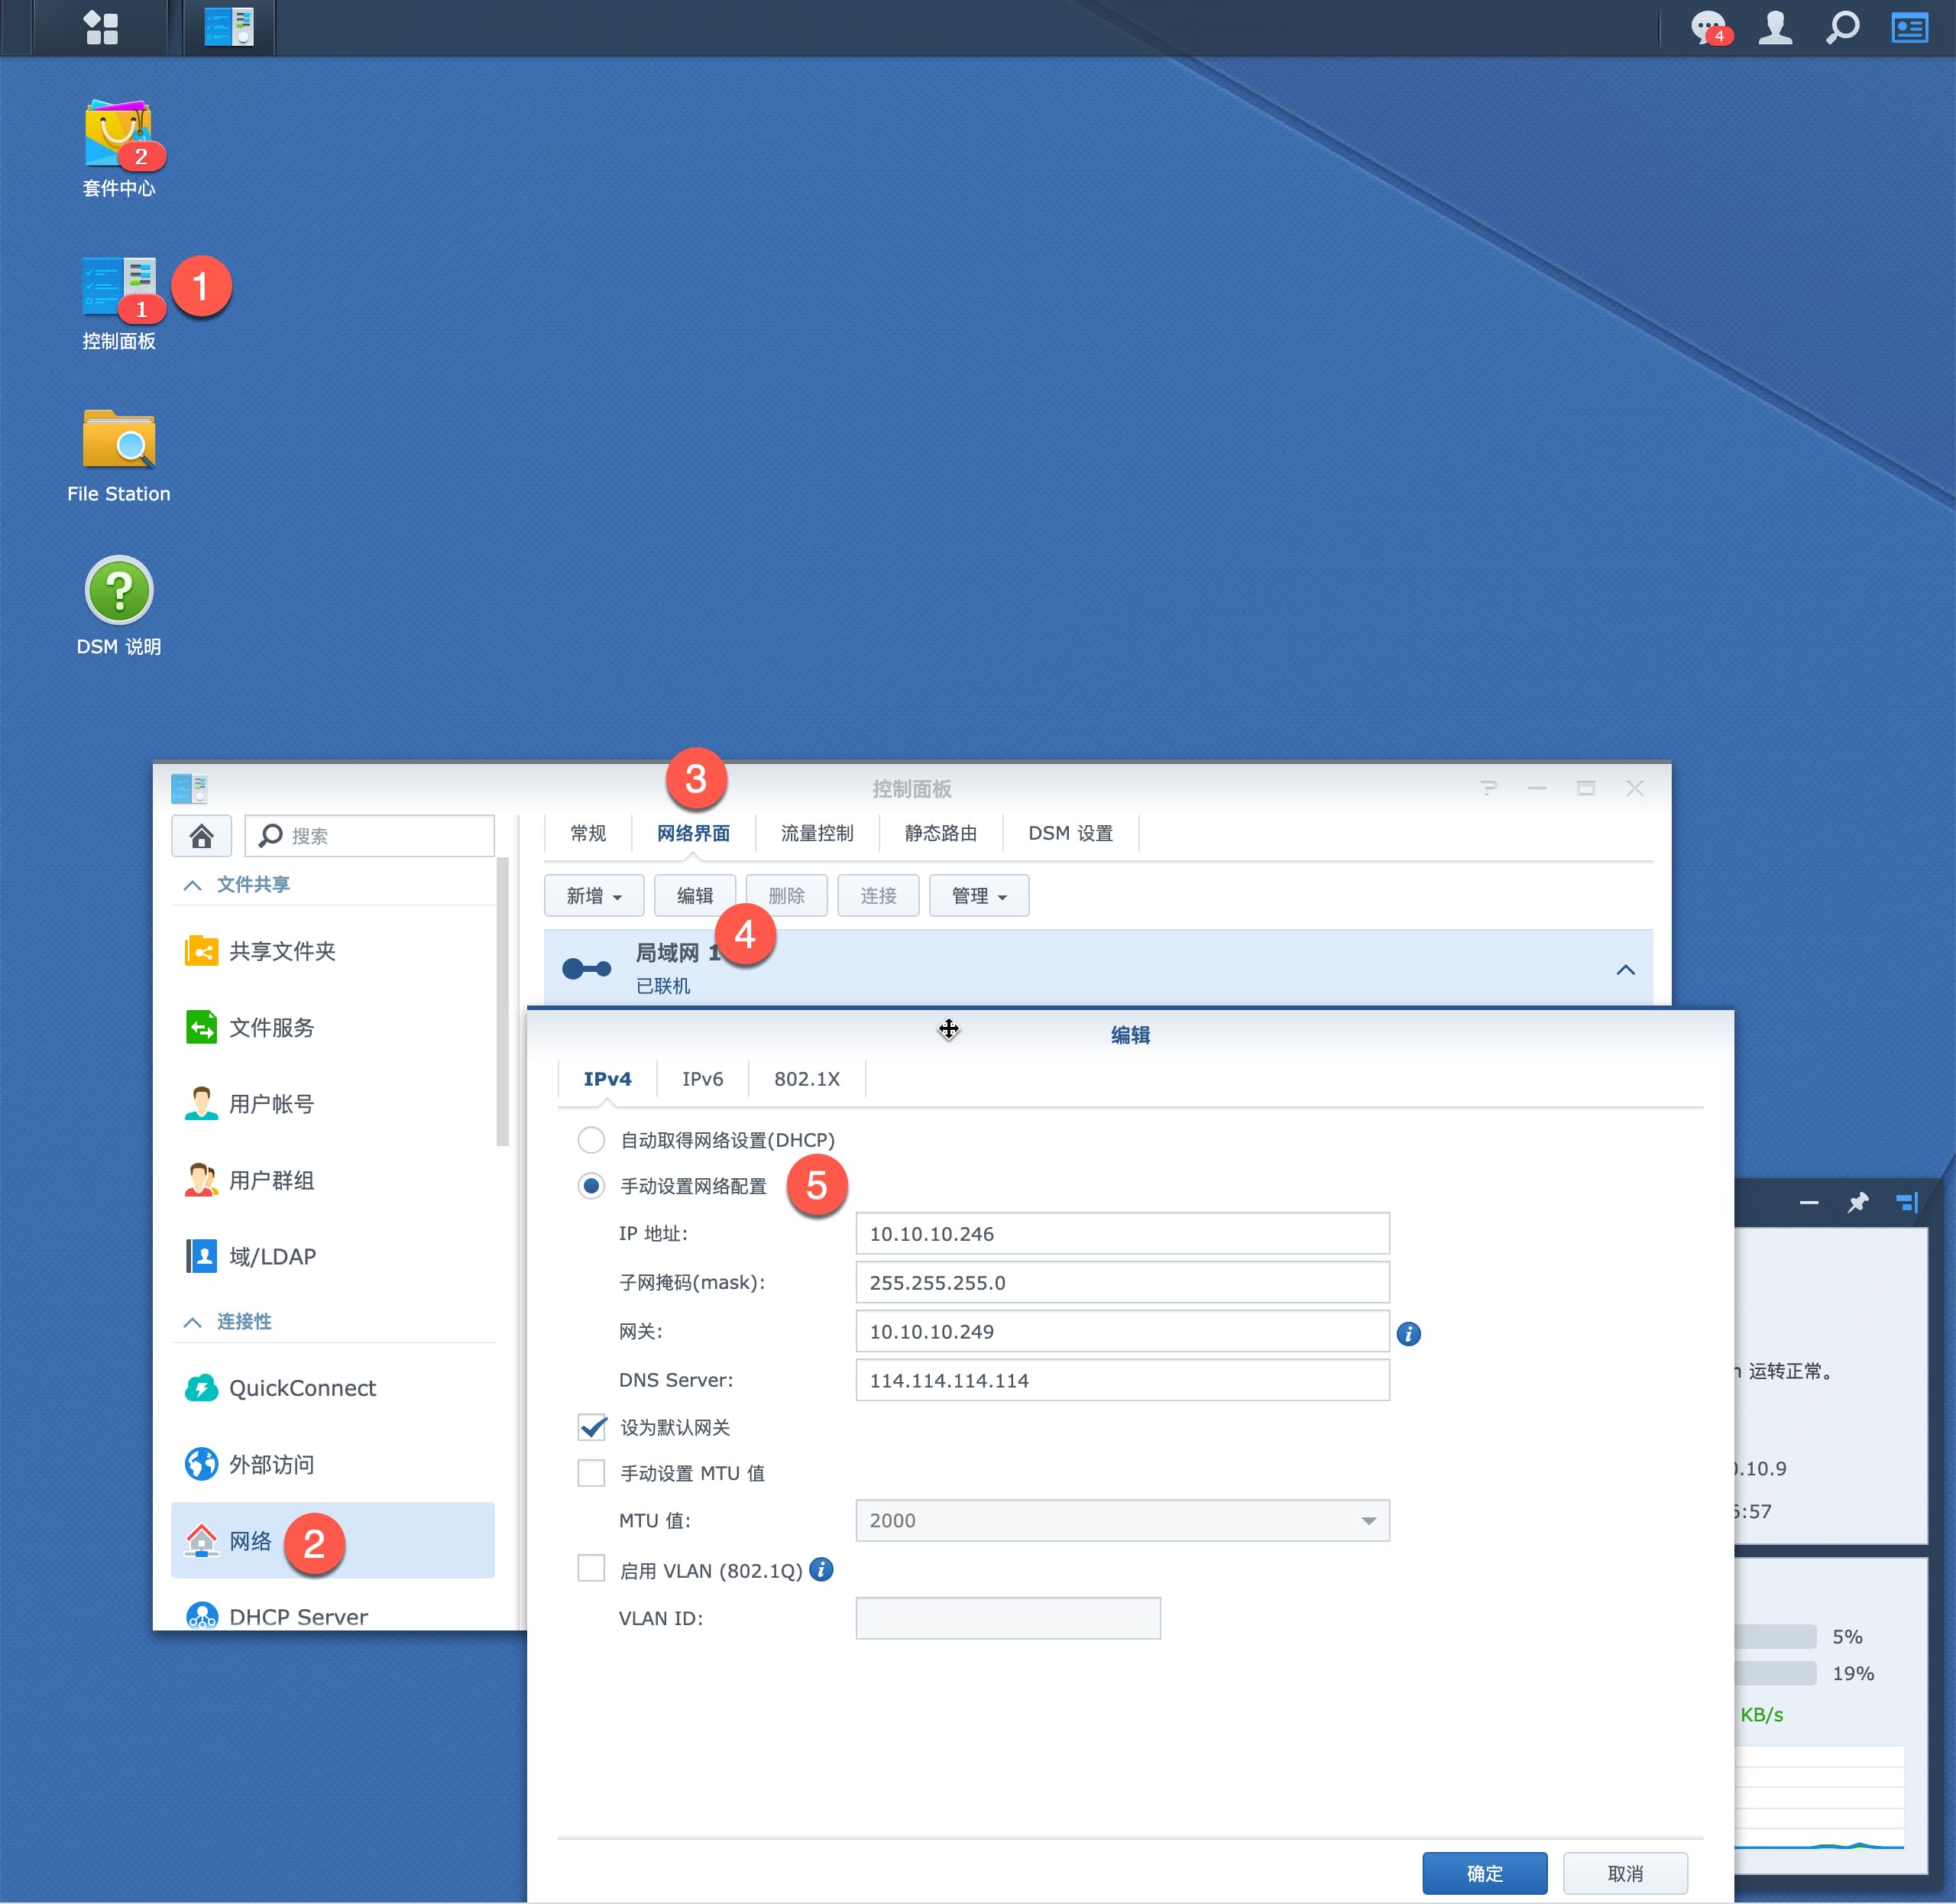 4
2
套件中心
1
1
控制面板
File Station
DSM 说明
3
控制面板
搜索
常规
网络界面
流量控制
静态路由
DSM 设置
文件共享
新增
编辑
删除
连接
管理
4
共享文件夹
局域网 1
已联机
文件服务
用户帐号
用户群组
域/LDAP
连接性
QuickConnect
外部访问
网络
2
DHCP Server
编辑
IPv4
IPv6
802.1X
自动取得网络设置(DHCP)
手动设置网络配置
5
IP 地址:
10.10.10.246
子网掩码(mask):
255.255.255.0
网关:
10.10.10.249
DNS Server:
114.114.114.114
设为默认网关
手动设置 MTU 值
MTU 值:
2000
启用 VLAN (802.1Q)
VLAN ID:
确定
取消
运转正常。
.10.9
:57
5%
19%
KB/s